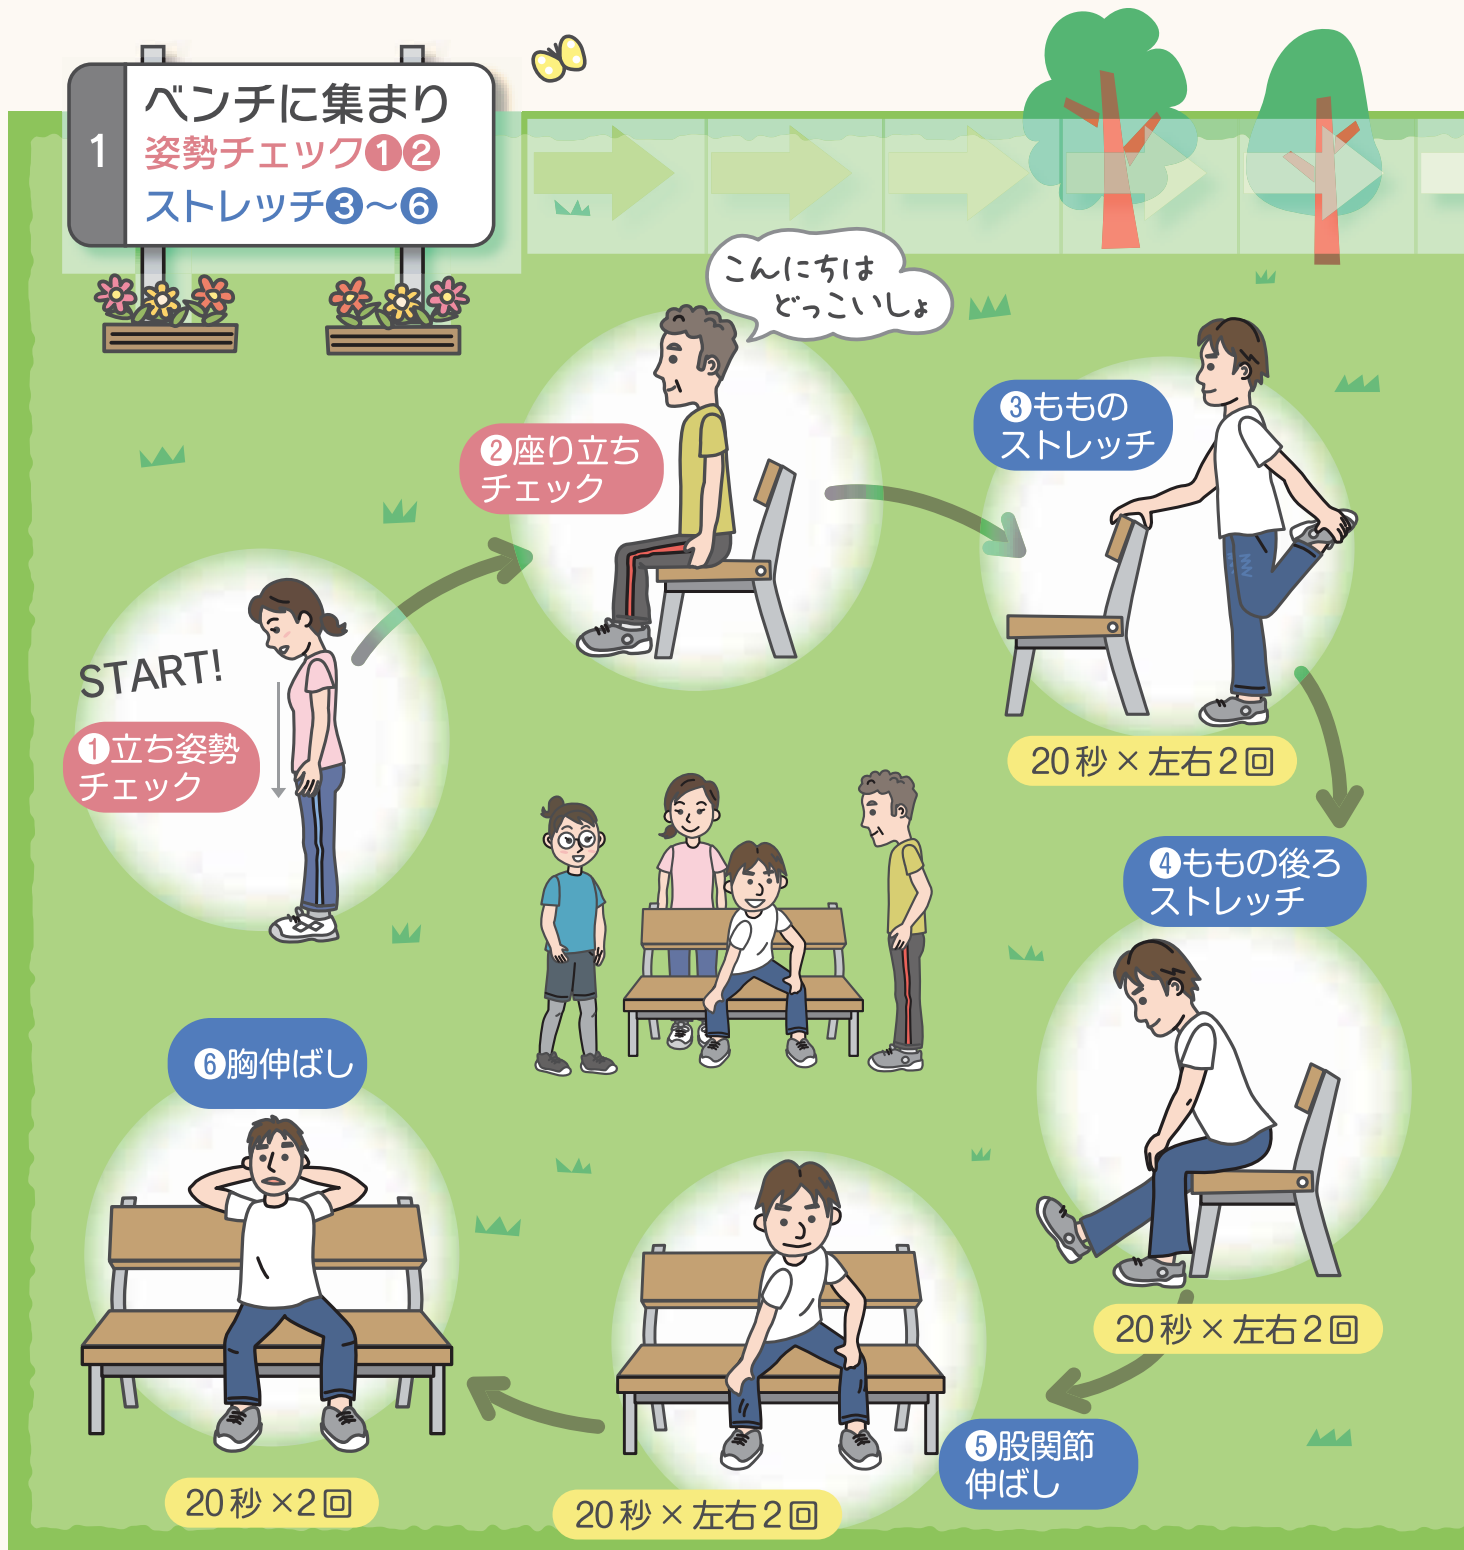 1
ベンチに集まり
姿勢チェック❶❷
ストレッチ❸〜❻
こんにちは
どっこいしょ
START!
❶立ち姿勢
チェック
❷座り立ち
チェック
❸ももの
ストレッチ
20秒×左右2回
❹ももの後ろ
ストレッチ
20秒×左右2回
❺股関節
伸ばし
20秒×左右2回
❻胸伸ばし
20秒×2回